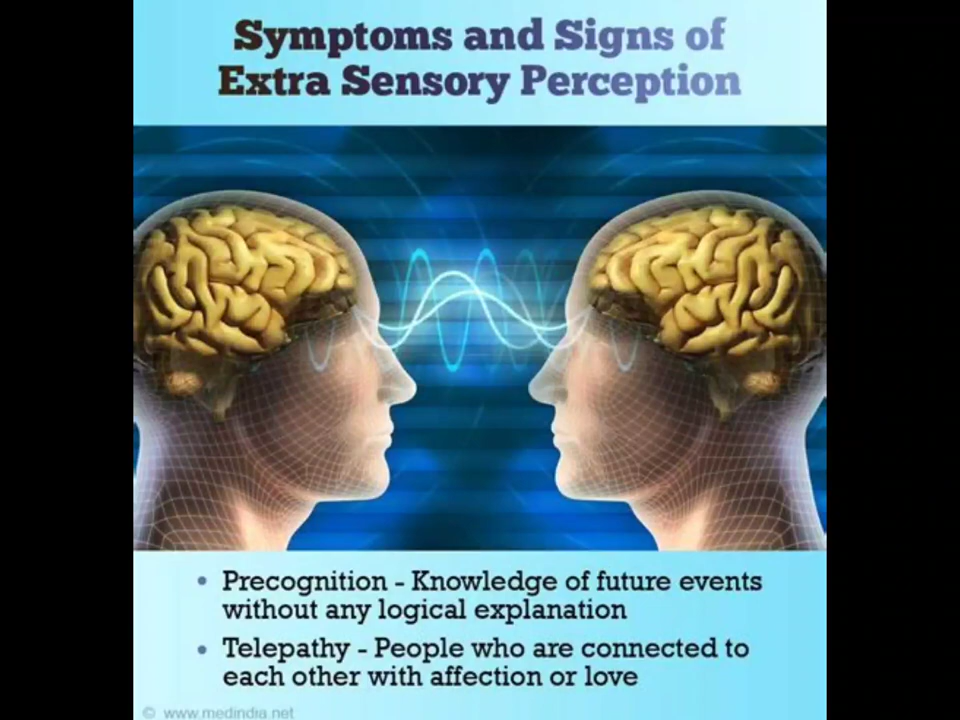 Symptoms and Signs of
Extra Sensory Perception
• Precognition - Knowledge of future events
without any logical explanation
• Telepathy - People who are connected to
each other with affection or love
© www.medindia.net